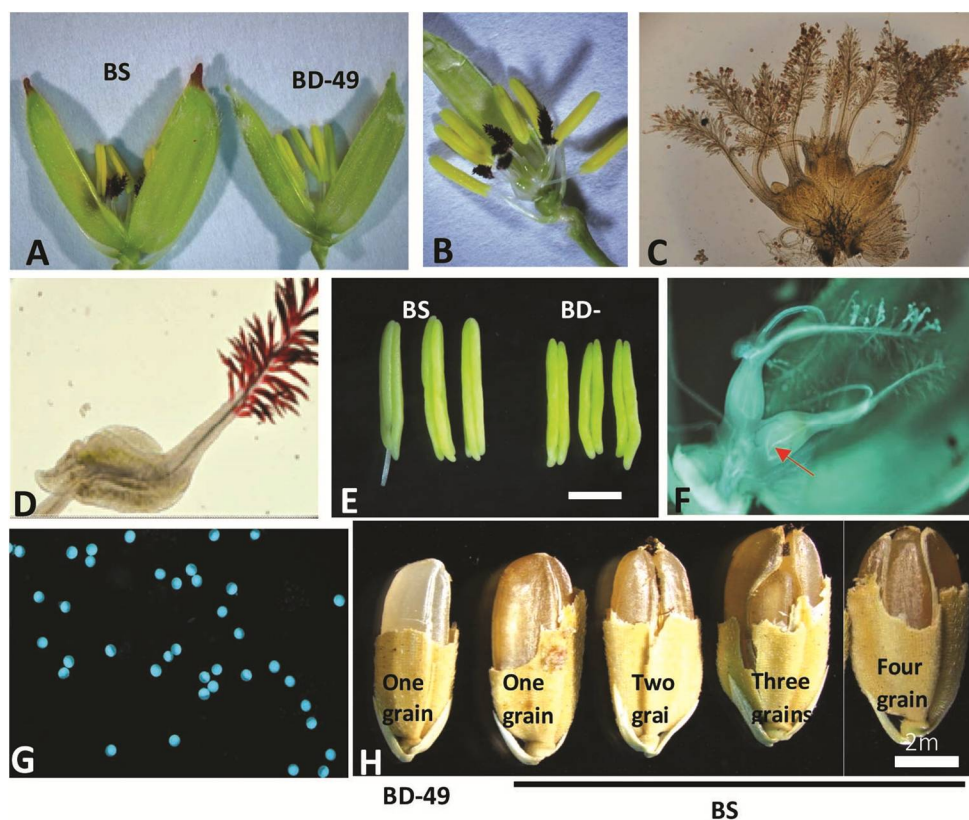 BS
BD-49
A
B
C
D
BS
BD-
E
F
G
One
grain
One
grain
Two
grai
Three
grains
Four
grain
2m
H
BD-49
BS